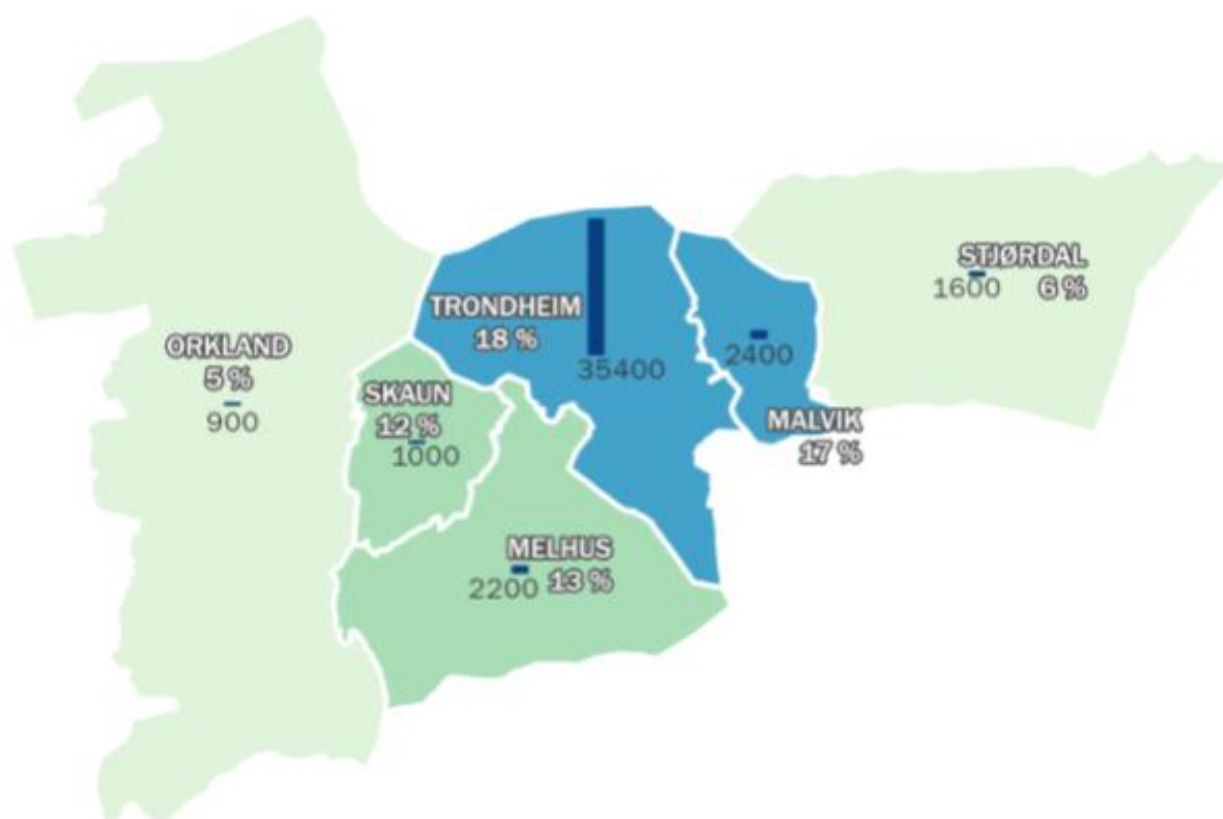 STJØRDAL
1600 6 %
TRONDHEIM
18 %
35400
2400
ORKLAND
5 %
900
SKAUN
12 %
1000
MALVIK
17 %
MELHUS
2200 13 %